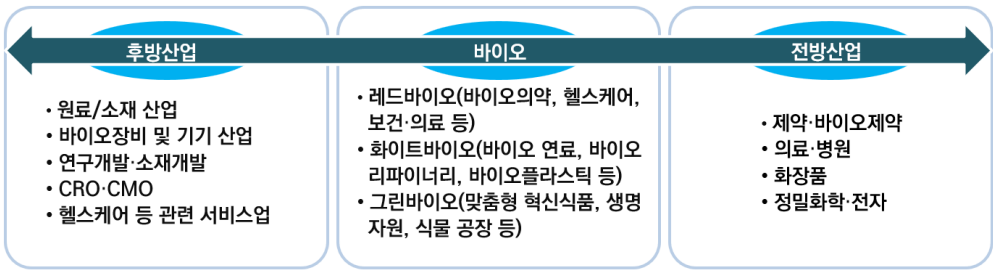 후방산업
• 원료/소재 산업
• 바이오장비 및 기기 산업
• 연구개발·소재개발
• CRO·CMO
• 헬스케어 등 관련 서비스업
바이오
• 레드바이오(바이오의약, 헬스케어,
보건·의료 등)
• 화이트바이오(바이오 연료, 바이오
리파이너리, 바이오플라스틱 등)
• 그린바이오(맞춤형 혁신식품, 생명
자원, 식물 공장 등)
전방산업
• 제약·바이오제약
• 의료·병원
• 화장품
• 정밀화학·전자